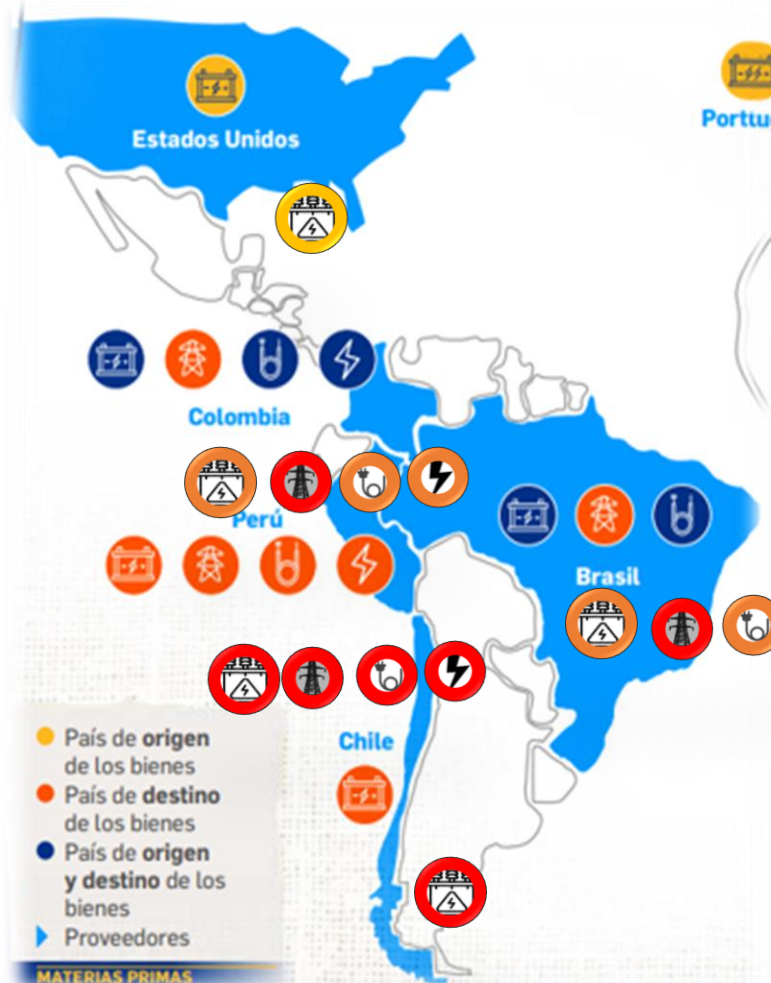 Estados Unidos
Porttu
Colombia
Perú
Brasil
Chile
País de origen
de los bienes
País de destino
de los bienes
País de origen
y destino de los
bienes
Proveedores
MATERIAS PRIMAS